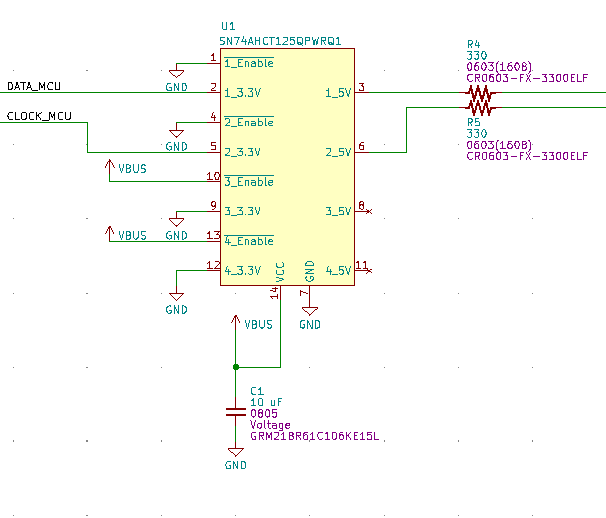 U1
SN74AHCT125QPWRQ1
1 1_Enable
GND
DATA_MCU
2 1_3.3V 1_5V 3
4 2_Enable
GND
CLOCK_MCU
5 2_3.3V 2_5V 6
VBUS
10 3_Enable
9 3_3.3V 3_5V 8
GND
VBUS
13 4_Enable
12 4_3.3V 4_5V 11
VCC GND
14 7
GND
GND
R4
330
0603(1608)
CR0603-FX-3300ELF
R5
330
0603(1608)
CR0603-FX-3300ELF
VBUS
C1
10 uF
0805
Voltage
GRM21BR61C106KE15L
GND